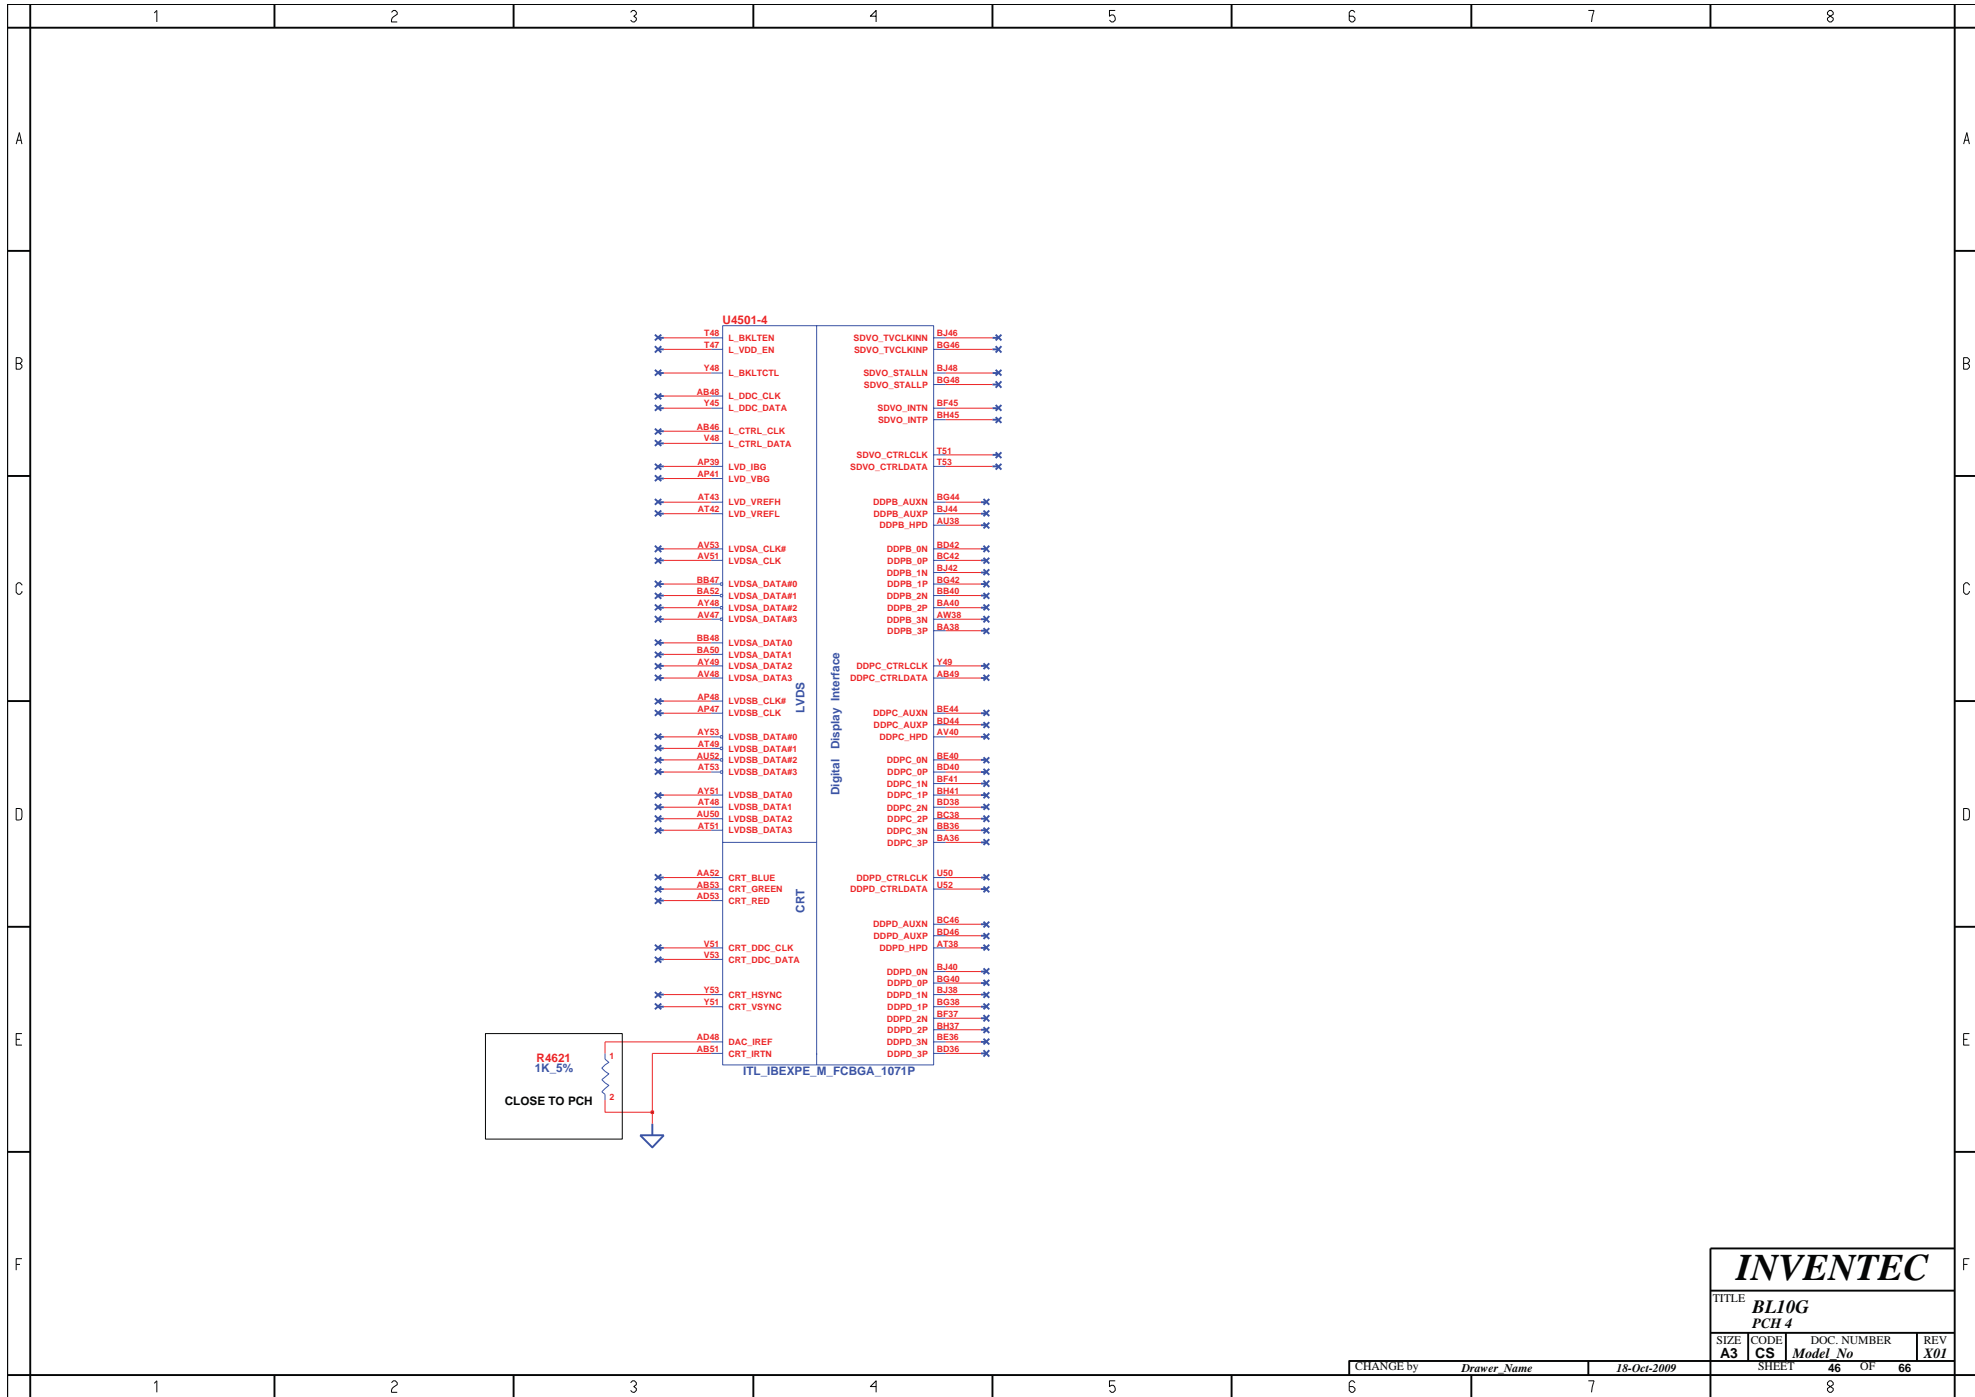 1 2 3 4 5 6 7 8
A A
B B
C C
D D
E E
F F
U4501-4
T48 L_BKLTEN
T47 L_VDD_EN
Y48 L_BKLTCTL
AB48 L_DDC_CLK
Y45 L_DDC_DATA
AB46 L_CTRL_CLK
V48 L_CTRL_DATA
AP39 LVD_IBG
AP41 LVD_VBG
AT43 LVD_VREFH
AT42 LVD_VREFL
AV53 LVDSA_CLK#
AV51 LVDSA_CLK
BB47 LVDSA_DATA#0
BA52 LVDSA_DATA#1
AY48 LVDSA_DATA#2
AV47 LVDSA_DATA#3
BB48 LVDSA_DATA0
BA50 LVDSA_DATA1
AY49 LVDSA_DATA2
AV48 LVDSA_DATA3
AP48 LVDSB_CLK#
AP47 LVDSB_CLK
AY53 LVDSB_DATA#0
AT49 LVDSB_DATA#1
AU52 LVDSB_DATA#2
AT53 LVDSB_DATA#3
AY51 LVDSB_DATA0
AT48 LVDSB_DATA1
AU50 LVDSB_DATA2
AT51 LVDSB_DATA3
LVDS
AA52 CRT_BLUE
AB53 CRT_GREEN
AD53 CRT_RED
V51 CRT_DDC_CLK
V53 CRT_DDC_DATA
Y53 CRT_HSYNC
Y51 CRT_VSYNC
AD48 DAC_IREF
AB51 CRT_IRTN
CRT
Digital Display Interface
SDVO_TVCLKINN BJ46
SDVO_TVCLKINP BG46
SDVO_STALLN BJ48
SDVO_STALLP BG48
SDVO_INTN BF45
SDVO_INTP BH45
SDVO_CTRLCLK T51
SDVO_CTRLDATA T53
DDPB_AUXN BG44
DDPB_AUXP BJ44
DDPB_HPD AU38
DDPB_0N BD42
DDPB_0P BC42
DDPB_1N BJ42
DDPB_1P BG42
DDPB_2N BB40
DDPB_2P BA40
DDPB_3N AW38
DDPB_3P BA38
DDPC_CTRLCLK Y49
DDPC_CTRLDATA AB49
DDPC_AUXN BE44
DDPC_AUXP BD44
DDPC_HPD AV40
DDPC_0N BE40
DDPC_0P BD40
DDPC_1N BF41
DDPC_1P BH41
DDPC_2N BD38
DDPC_2P BC38
DDPC_3N BB36
DDPC_3P BA36
DDPD_CTRLCLK U50
DDPD_CTRLDATA U52
DDPD_AUXN BC46
DDPD_AUXP BD46
DDPD_HPD AT38
DDPD_0N BJ40
DDPD_0P BG40
DDPD_1N BJ38
DDPD_1P BG38
DDPD_2N BF37
DDPD_2P BH37
DDPD_3N BE36
DDPD_3P BD36
ITL_IBEXPE_M_FCBGA_1071P
R4621 1
1K_5%
CLOSE TO PCH 2
INVENTEC
TITLE BL10G
PCH 4
SIZE CODE DOC. NUMBER REV
A3 CS Model_No X01
CHANGE by Drawer_Name 18-Oct-2009 SHEET 46 OF 66
1 2 3 4 5 6 7 8